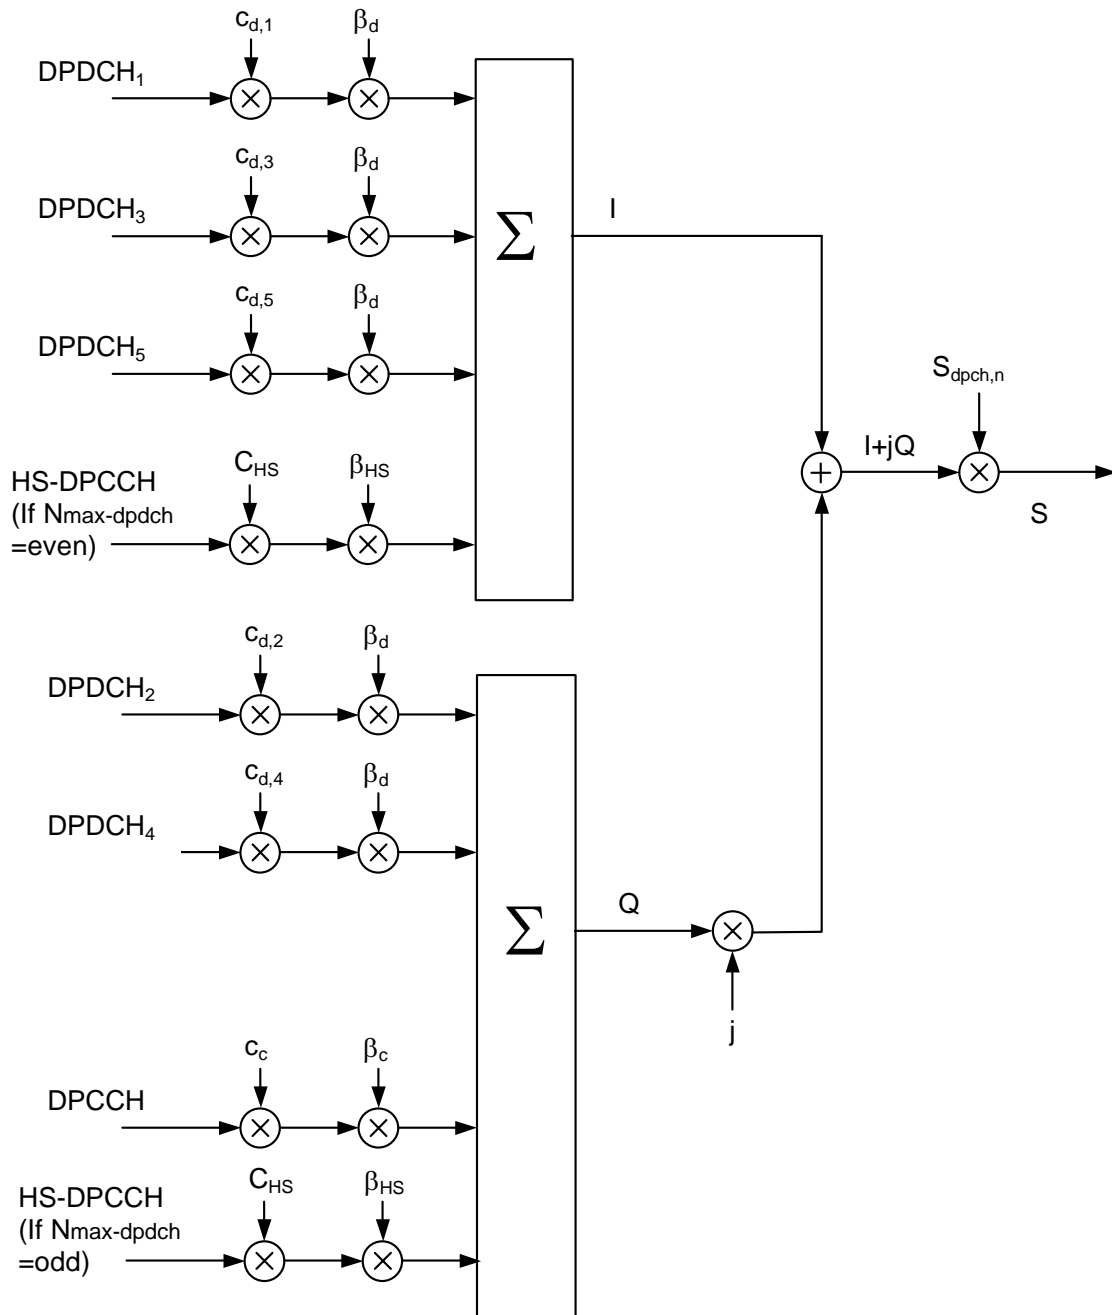 c_d,1 β_d
DPDCH_1
c_d,3 β_d
DPDCH_3
Σ
I
c_d,5 β_d
DPDCH_5
S_dpch,n
C_HS β_HS
HS-DPCCH
(If N_max-dpdch
=even)
I+jQ
S
c_d,2 β_d
DPDCH_2
c_d,4 β_d
DPDCH_4
Σ
Q
j
c_c β_c
DPCCH
C_HS β_HS
HS-DPCCH
(If N_max-dpdch
=odd)